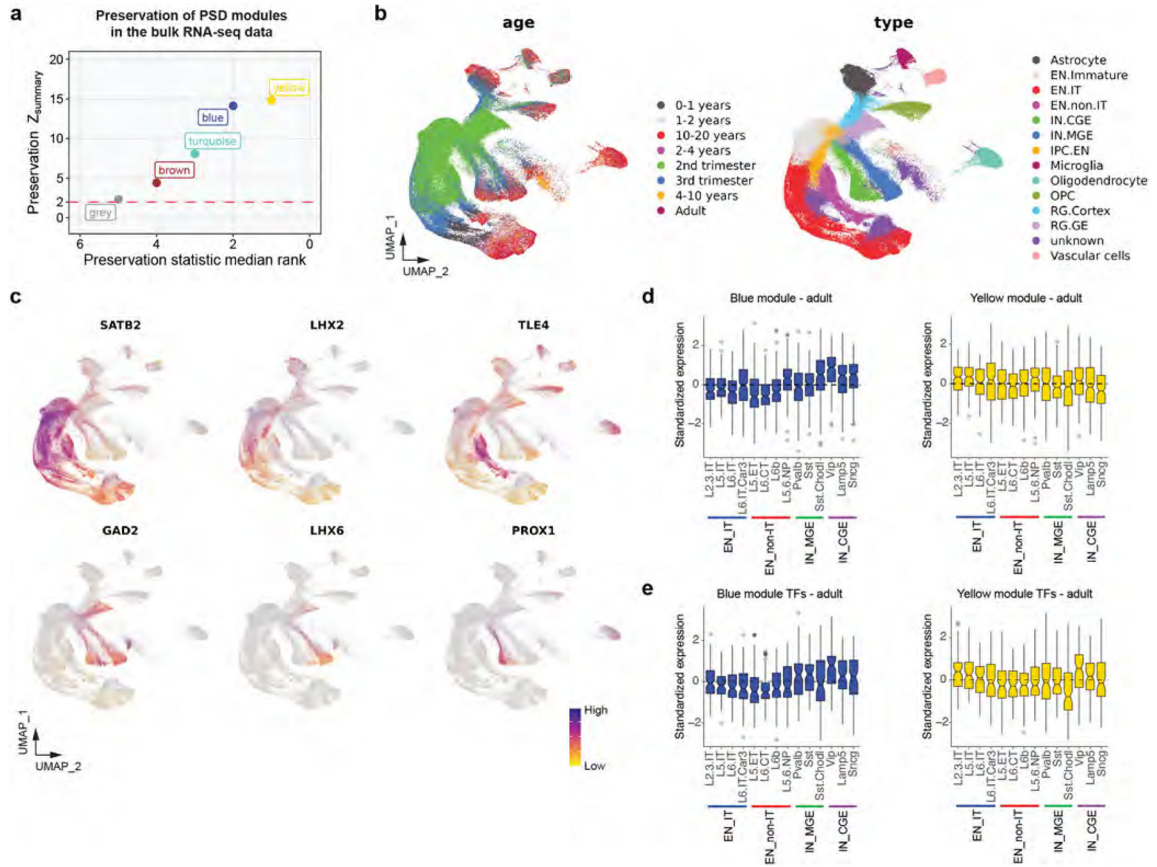 a
Preservation of PSD modules
in the bulk RNA-seq data
Preservation Zsummary
20
15
10
5
2
0
yellow
blue
turquoise
brown
grey
6
4
2
0
Preservation statistic median rank
b
age
0-1 years
1-2 years
10-20 years
2-4 years
2nd trimester
3rd trimester
4-10 years
Adult
UMAP_1
UMAP_2
type
Astrocyte
EN.Immature
EN.IT
EN.non.IT
IN.CGE
IN.MGE
IPC.EN
Microglia
Oligodendrocyte
OPC
RG.Cortex
RG.GE
unknown
Vascular cells
c
SATB2
LHX2
TLE4
GAD2
LHX6
PROX1
UMAP_1
UMAP_2
High
Low
d
Blue module - adult
Standardized expression
2
0
−2
L2.3.IT
L5.IT
L6.IT
L6.IT.Car3
L5.ET
L6.CT
L6b
L5.6.NP
Pvalb
Sst
Sst.Chodl
Vip
Lamp5
Sncg
EN_IT
EN_non-IT
IN_MGE
IN_CGE
Yellow module - adult
Standardized expression
2
0
−2
L2.3.IT
L5.IT
L6.IT
L6.IT.Car3
L5.ET
L6.CT
L6b
L5.6.NP
Pvalb
Sst
Sst.Chodl
Vip
Lamp5
Sncg
EN_IT
EN_non-IT
IN_MGE
IN_CGE
e
Blue module TFs - adult
Standardized expression
2
0
−2
L2.3.IT
L5.IT
L6.IT
L6.IT.Car3
L5.ET
L6.CT
L6b
L5.6.NP
Pvalb
Sst
Sst.Chodl
Vip
Lamp5
Sncg
EN_IT
EN_non-IT
IN_MGE
IN_CGE
Yellow module TFs - adult
Standardized expression
2
0
−2
L2.3.IT
L5.IT
L6.IT
L6.IT.Car3
L5.ET
L6.CT
L6b
L5.6.NP
Pvalb
Sst
Sst.Chodl
Vip
Lamp5
Sncg
EN_IT
EN_non-IT
IN_MGE
IN_CGE